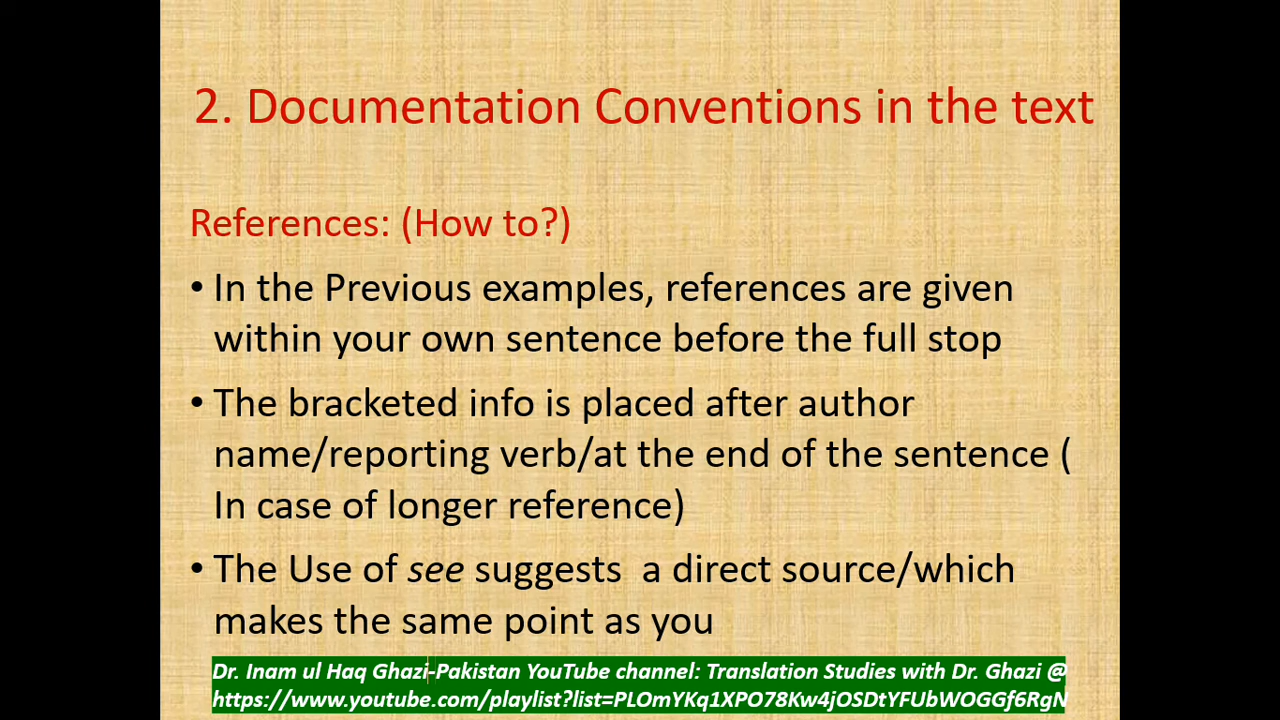 2. Documentation Conventions in the text
References: (How to?)
• In the Previous examples, references are given
within your own sentence before the full stop
• The bracketed info is placed after author
name/reporting verb/at the end of the sentence (
In case of longer reference)
• The Use of see suggests  a direct source/which
makes the same point as you
Dr. Inam ul Haq Ghazi-Pakistan YouTube channel: Translation Studies with Dr. Ghazi @
https://www.youtube.com/playlist?list=PLOmYKq1XPO78Kw4jOSDtYFUbWOGGf6RgN